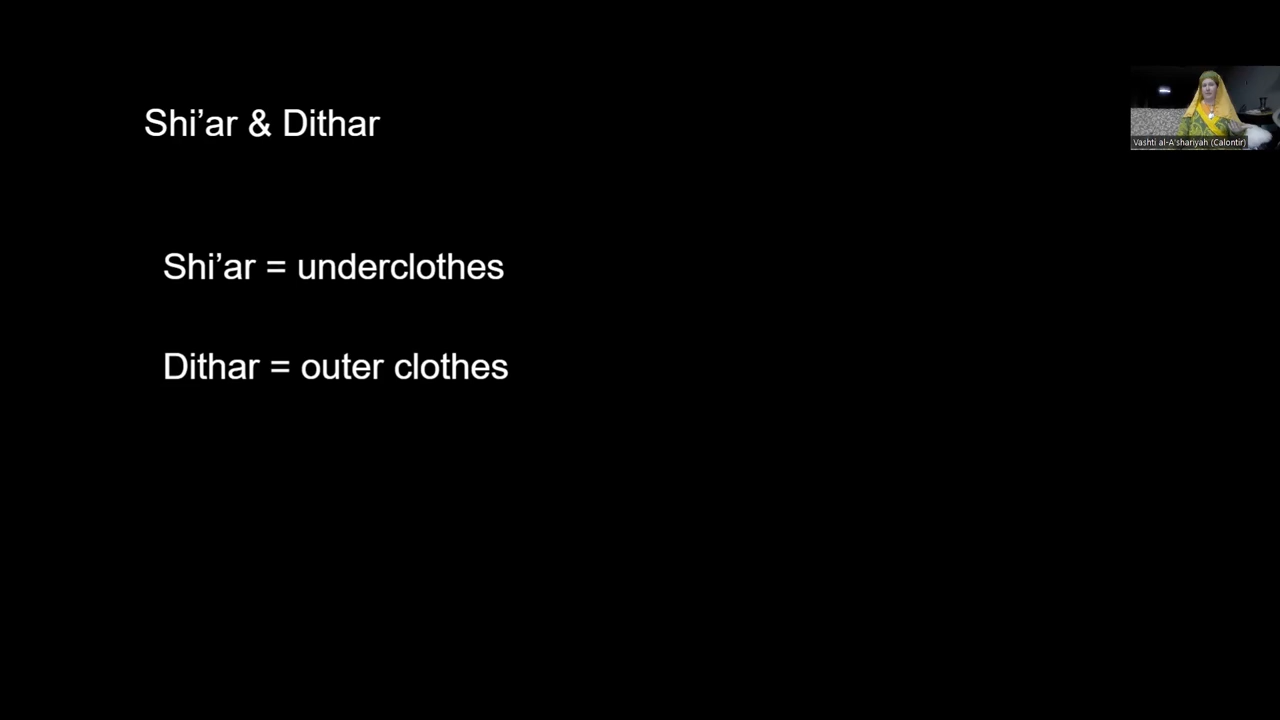 Shi’ar & Dithar
Vashti al-A'shariyah (Calontir)
Shi’ar = underclothes
Dithar = outer clothes